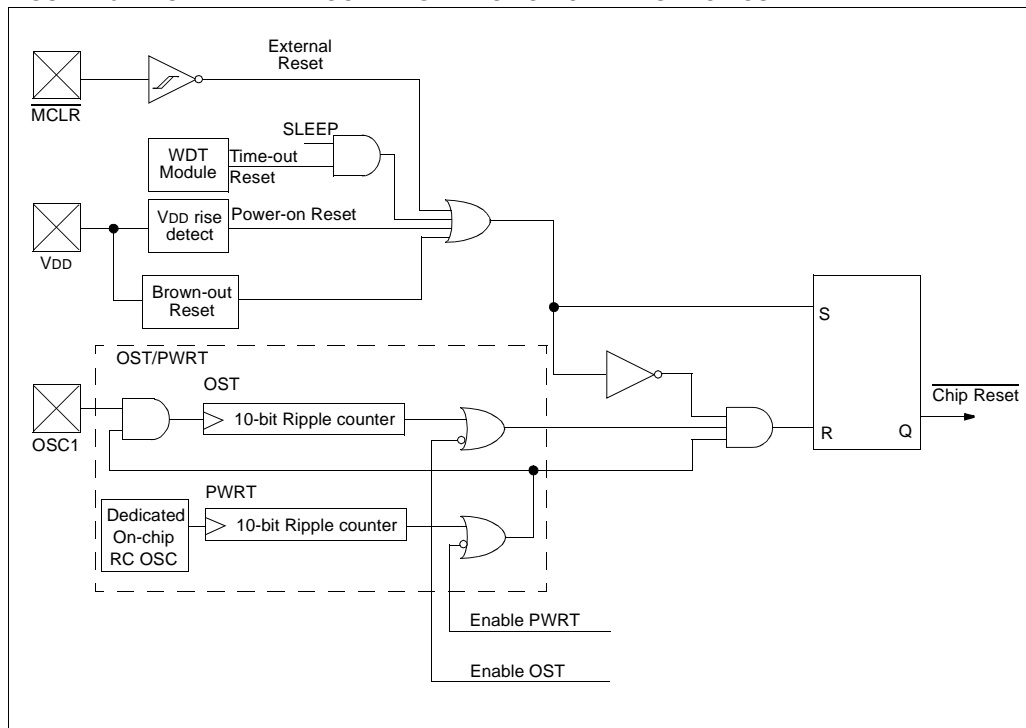 External
Reset
MCLR
SLEEP
WDT
Module
Time-out
Reset
VDD rise
detect
Power-on Reset
VDD
Brown-out
Reset
S
OST/PWRT
OST
Chip Reset
10-bit Ripple counter
OSC1
R
Q
PWRT
Dedicated
On-chip
RC OSC
10-bit Ripple counter
Enable PWRT
Enable OST